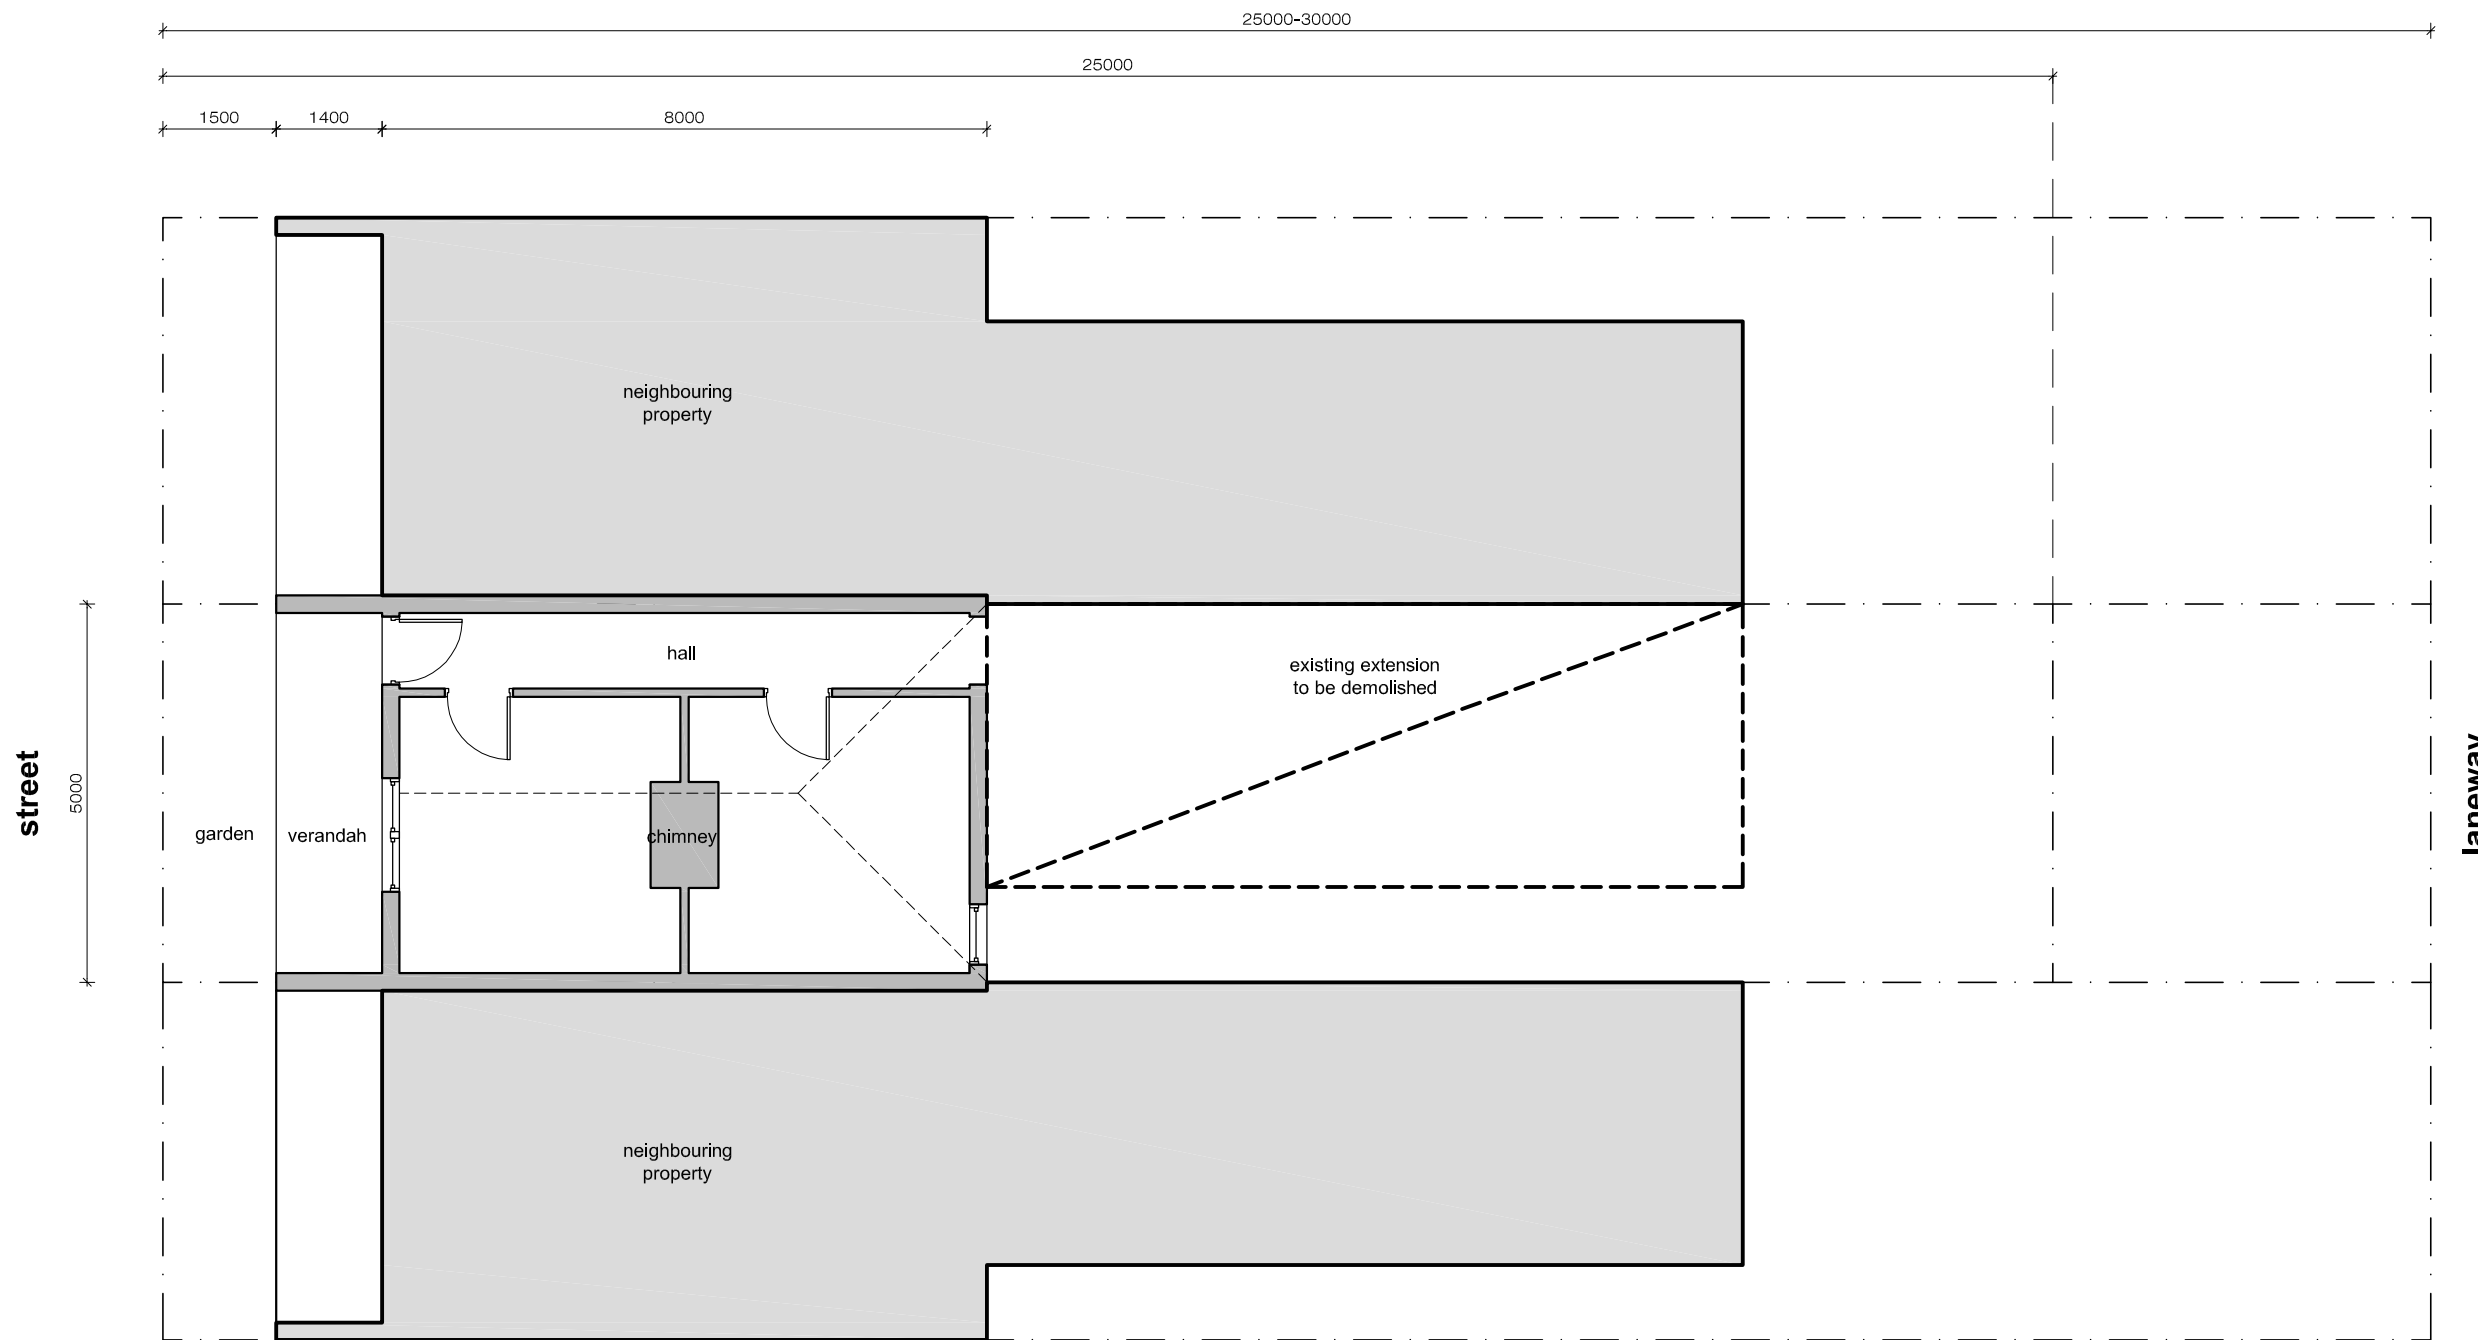 25000-30000
25000
1500
1400
8000
neighbouring
property
hall
existing extension
to be demolished
street
5000
garden
verandah
chimney
laneway
neighbouring
property